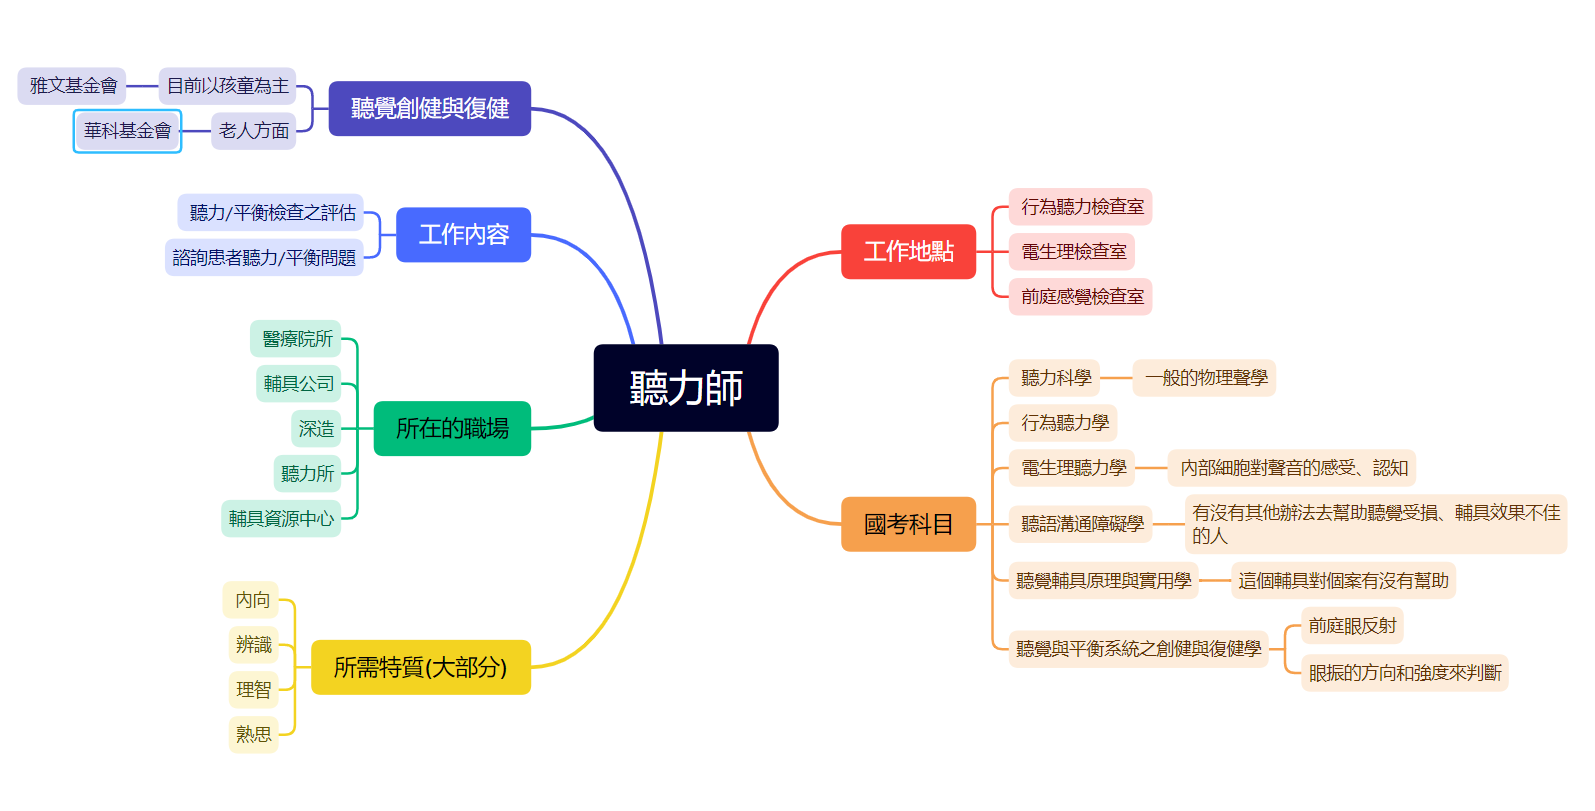 聽力師
聽覺創健與復健
目前以孩童為主
雅文基金會
老人方面
華科基金會
工作內容
聽力/平衡檢查之評估
諮詢患者聽力/平衡問題
所在的職場
醫療院所
輔具公司
深造
聽力所
輔具資源中心
所需特質(大部分)
內向
辨識
理智
熟思
工作地點
行為聽力檢查室
電生理檢查室
前庭感覺檢查室
國考科目
聽力科學
一般的物理聲學
行為聽力學
電生理聽力學
內部細胞對聲音的感受、認知
聽語溝通障礙學
有沒有其他辦法去幫助聽覺受損、輔具效果不佳
的人
聽覺輔具原理與實用學
這個輔具對個案有沒有幫助
聽覺與平衡系統之創健與復健學
前庭眼反射
眼振的方向和強度來判斷